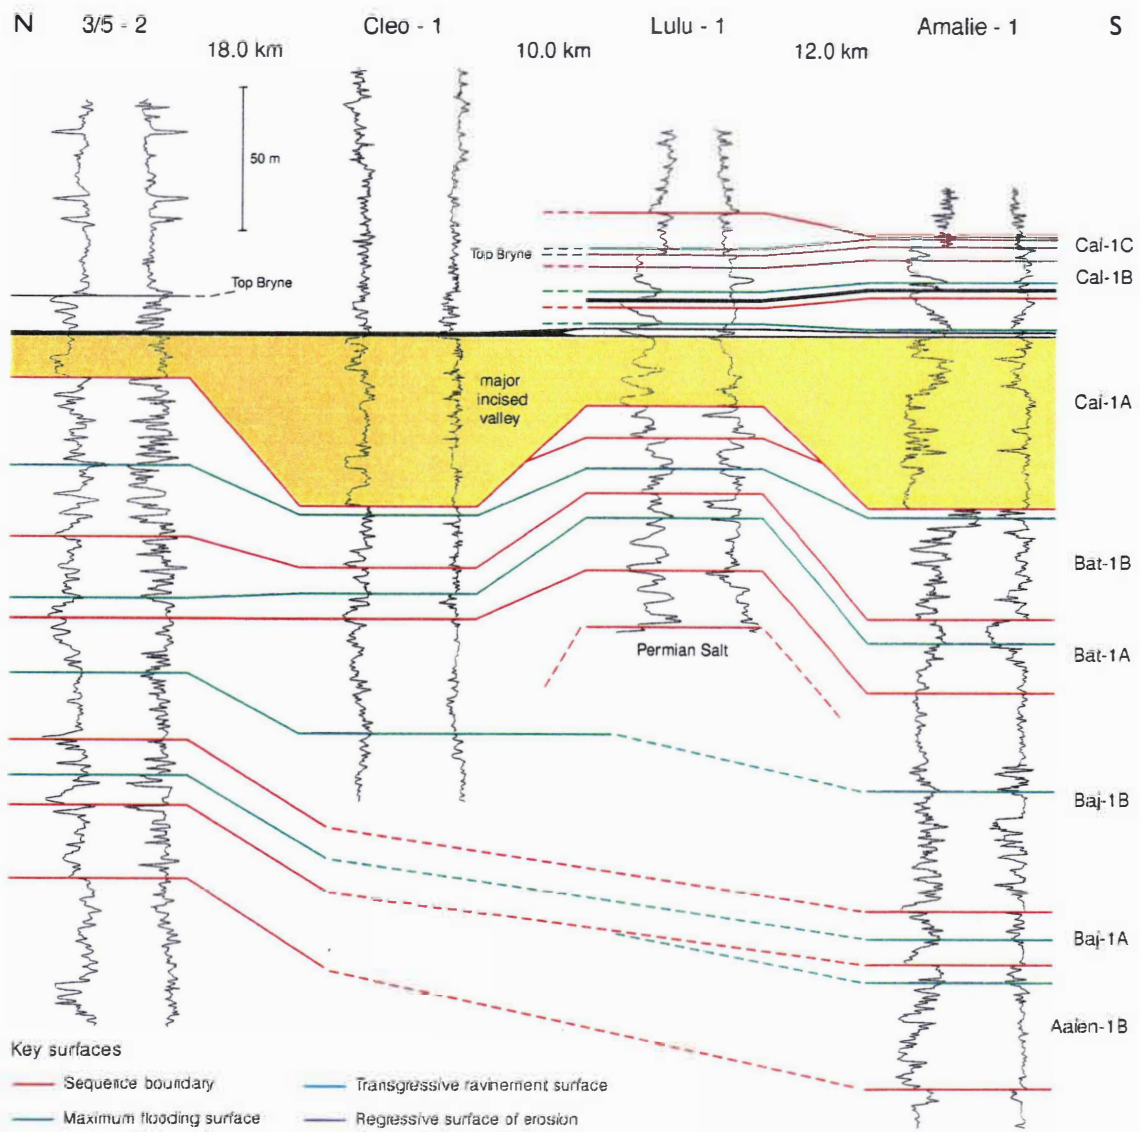 N 3/5 - 2 Cleo - 1 Lulu - 1 Amalie - 1 S
18.0 km 10.0 km 12.0 km
50 m
Top Bryne
Top Bryne
Cal-1C
Cal-1B
major
incised
valley
Cal-1A
Bat-1B
Bat-1A
Permian Salt
Baj-1B
Baj-1A
Aalen-1B
Key surfaces
Sequence boundary
Transgressive ravinement surface
Maximum flooding surface
Regressive surface of erosion